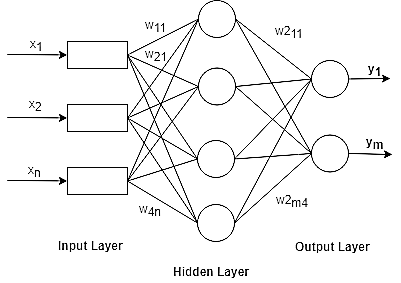 x1
w11
w211
w21
y1
x2
xn
ym
w4n
w2m4
Input Layer
Output Layer
Hidden Layer